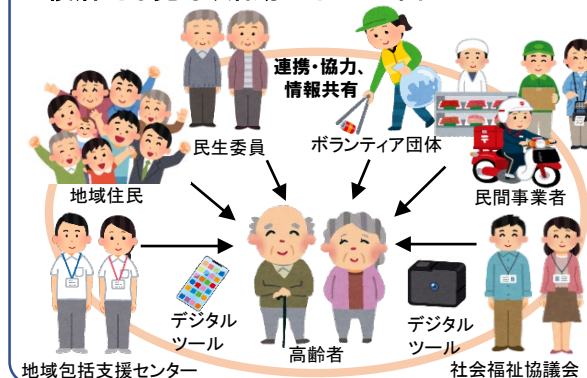 連携・協力、
情報共有
民生委員
ボランティア団体
地域住民
民間事業者
デジタル
ツール
高齢者
デジタル
ツール
地域包括支援センター
社会福祉協議会